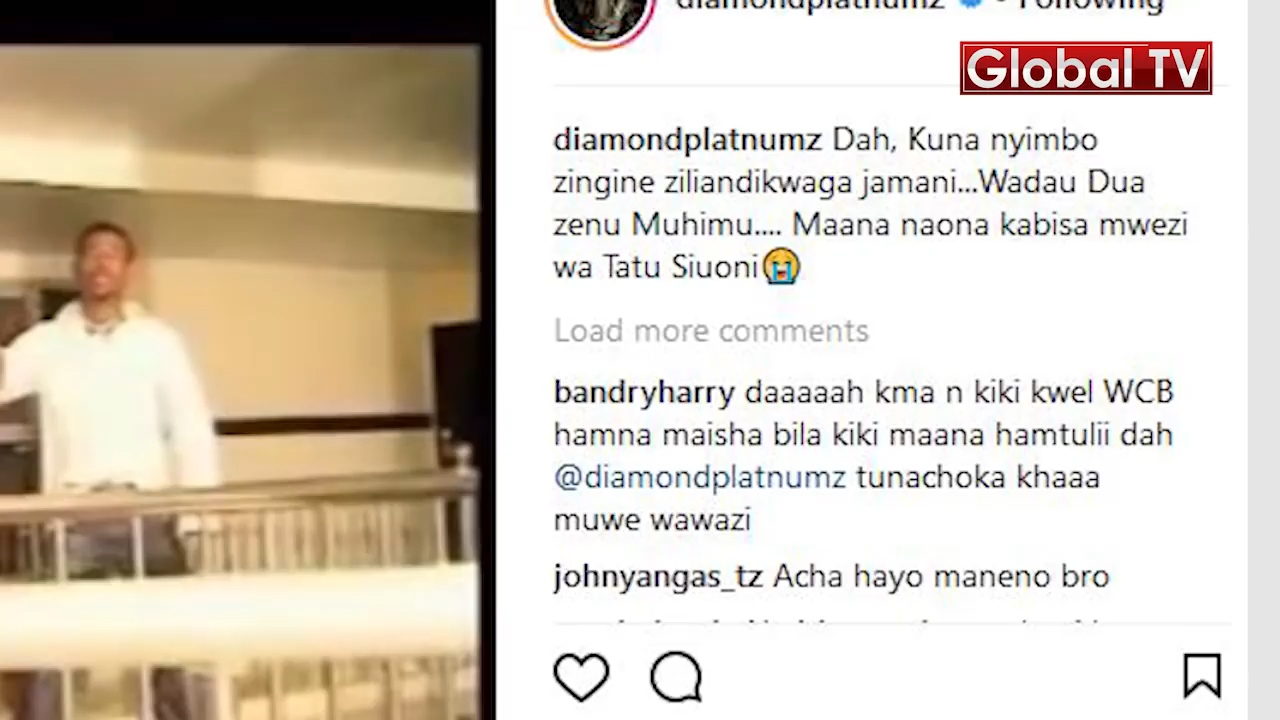 diamondplatnumz • Following
Global TV
diamondplatnumz Dah, Kuna nyimbo
zingine ziliandikwaga jamani...Wadau Dua
zenu Muhimu.... Maana naona kabisa mwezi
wa Tatu Siuoni😭
Load more comments
bandryharry daaaaah kma n kiki kwel WCB
hamna maisha bila kiki maana hamtulii dah
@diamondplatnumz tunachoka khaaa
muwe wawazi
johnyangas_tz Acha hayo maneno bro